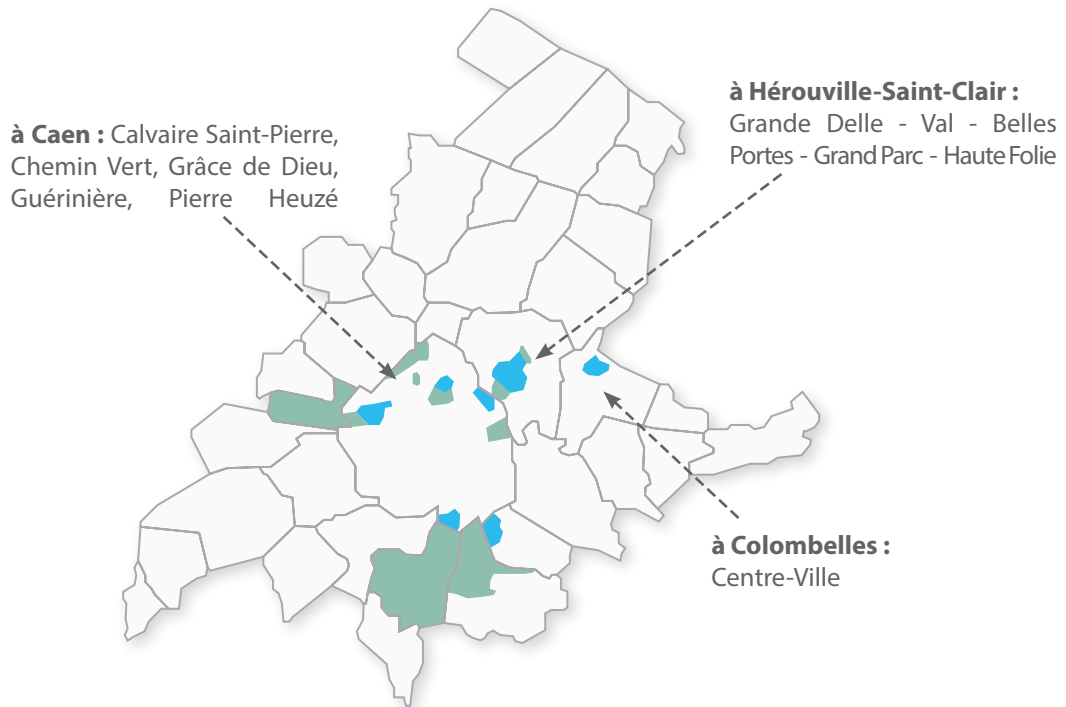 à Caen : Calvaire Saint-Pierre,
Chemin Vert, Grâce de Dieu,
Guérinière, Pierre Heuzé
à Hérouville-Saint-Clair :
Grande Delle - Val - Belles
Portes - Grand Parc - Haute Folie
à Colombelles :
Centre-Ville